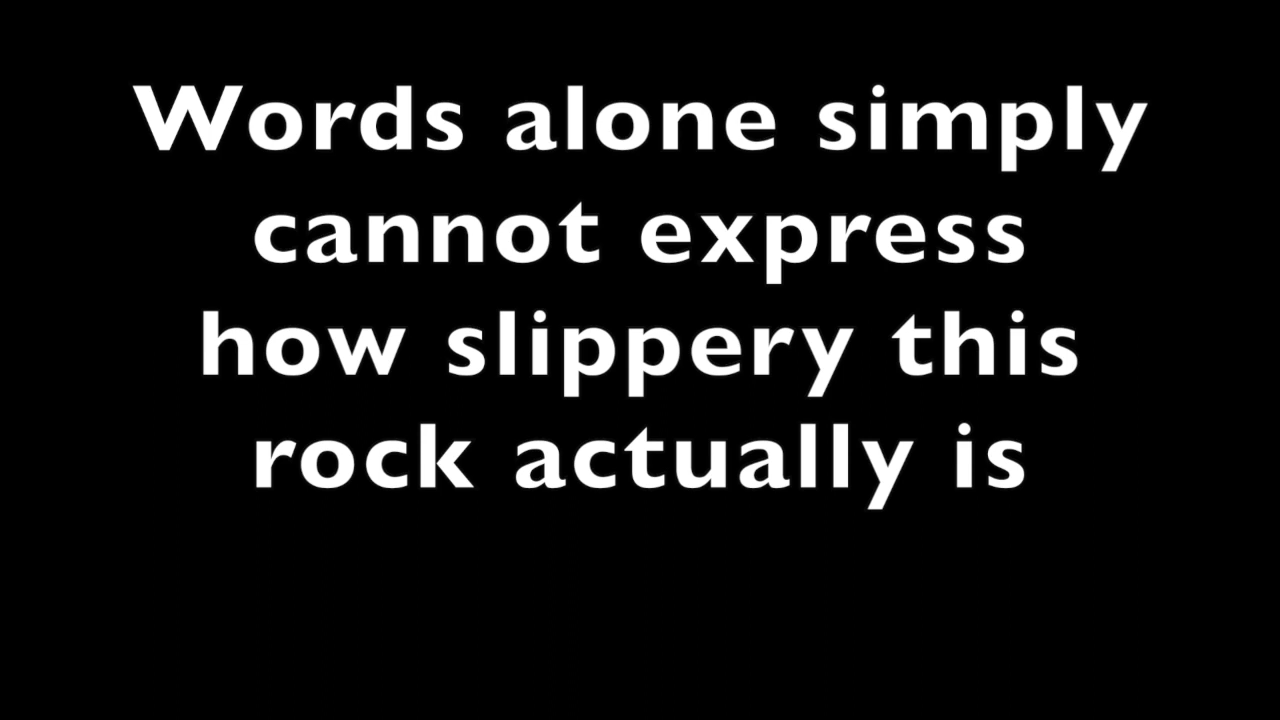 Words alone simply
cannot express
how slippery this
rock actually is